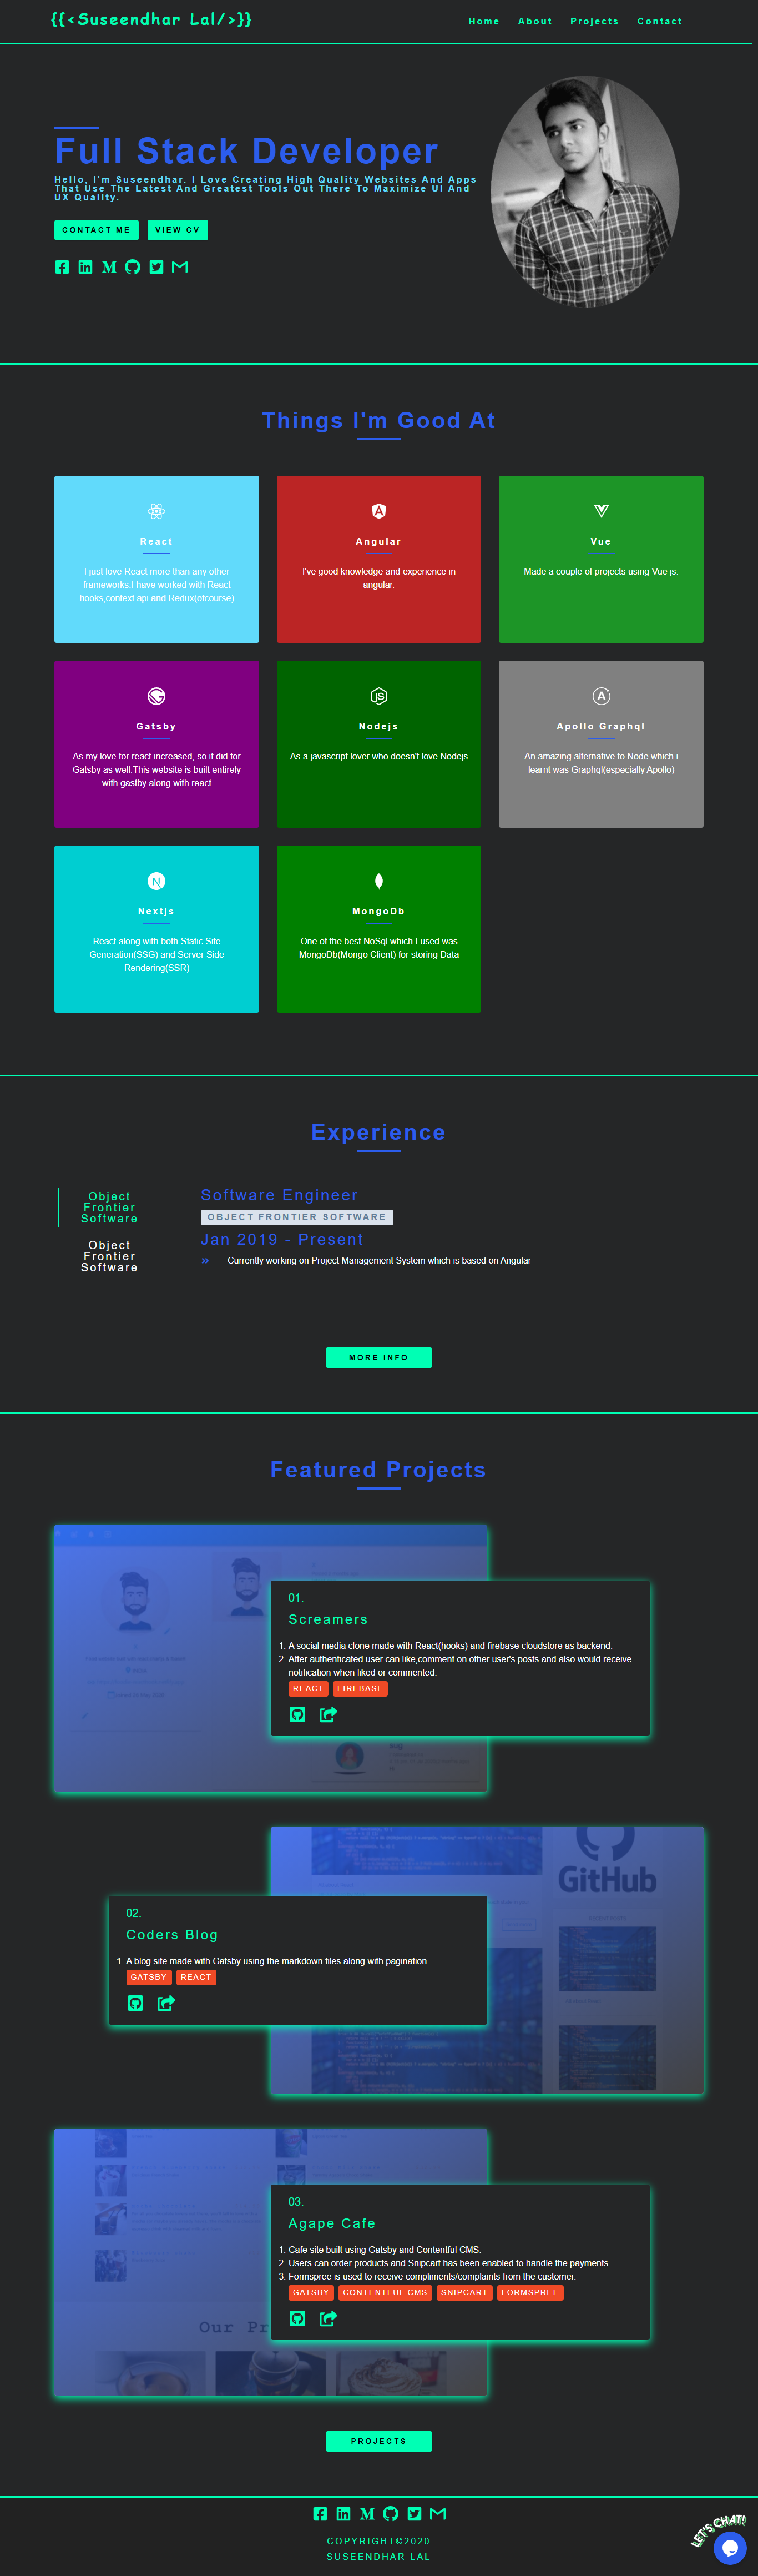 {{<Suseendhar Lal/>}}
Home About Projects Contact
Full Stack Developer
Hello, I'm Suseendhar. I Love Creating High Quality Websites And Apps
That Use The Latest And Greatest Tools Out There To Maximize UI And
UX Quality.
CONTACT ME VIEW CV
Things I'm Good At
React
I just love React more than any other
frameworks.I have worked with React
hooks,context api and Redux(ofcourse)
Angular
I've good knowledge and experience in
angular.
Vue
Made a couple of projects using Vue js.
Gatsby
As my love for react increased, so it did for
Gatsby as well.This website is built entirely
with gastby along with react
Nodejs
As a javascript lover who doesn't love Nodejs
Apollo Graphql
An amazing alternative to Node which i
learnt was Graphql(especially Apollo)
Nextjs
React along with both Static Site
Generation(SSG) and Server Side
Rendering(SSR)
MongoDb
One of the best NoSql which I used was
MongoDb(Mongo Client) for storing Data
Experience
Object
Frontier
Software
Object
Frontier
Software
Software Engineer
OBJECT FRONTIER SOFTWARE
Jan 2019 - Present
Currently working on Project Management System which is based on Angular
MORE INFO
Featured Projects
01.
Screamers
1. A social media clone made with React(hooks) and firebase cloudstore as backend.
2. After authenticated user can like,comment on other user's posts and also would receive
notification when liked or commented.
REACT FIREBASE
GitHub
02.
Coders Blog
1. A blog site made with Gatsby using the markdown files along with pagination.
GATSBY REACT
03.
Agape Cafe
1. Cafe site built using Gatsby and Contentful CMS.
2. Users can order products and Snipcart has been enabled to handle the payments.
3. Formspree is used to receive compliments/complaints from the customer.
GATSBY CONTENTFUL CMS SNIPCART FORMSPREE
Our Pr
PROJECTS
COPYRIGHT©2020
SUSEENDHAR LAL
LET'S CHAT!